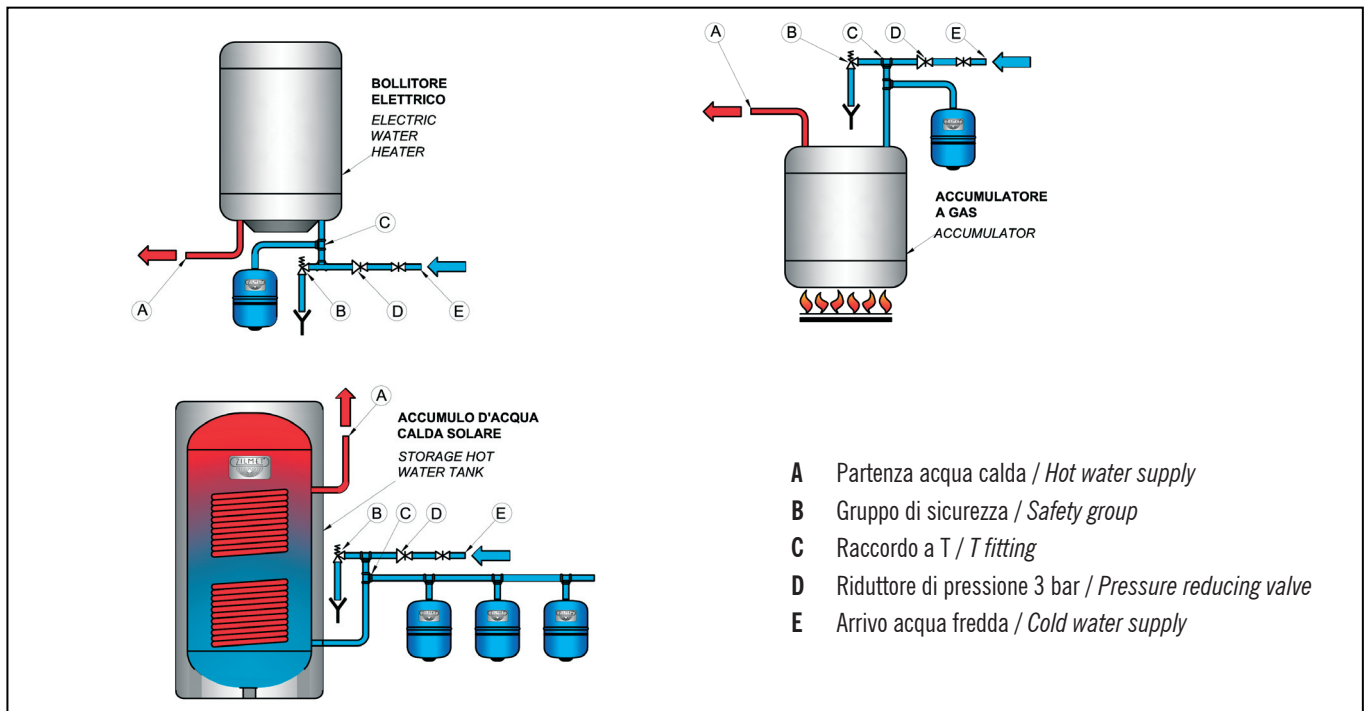 BOLLITORE
ELETTRICO
ELECTRIC
WATER
HEATER
C
A
B
D
E
A
B
C
D
E
ACCUMULATORE
A GAS
ACCUMULATOR
A
ACCUMULO D'ACQUA
CALDA SOLARE
STORAGE HOT
WATER TANK
ZILMET
B
C
D
E
A Partenza acqua calda / Hot water supply
B Gruppo di sicurezza / Safety group
C Raccordo a T / T fitting
D Riduttore di pressione 3 bar / Pressure reducing valve
E Arrivo acqua fredda / Cold water supply